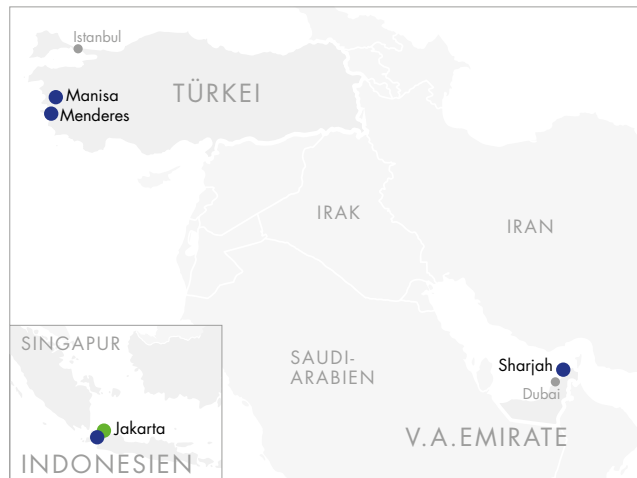 Istanbul
Manisa
Menderes
TÜRKEI
IRAK
IRAN
SAUDI-
ARABIEN
Sharjah
Dubai
V.A.EMIRATE
SINGAPUR
Jakarta
INDONESIEN